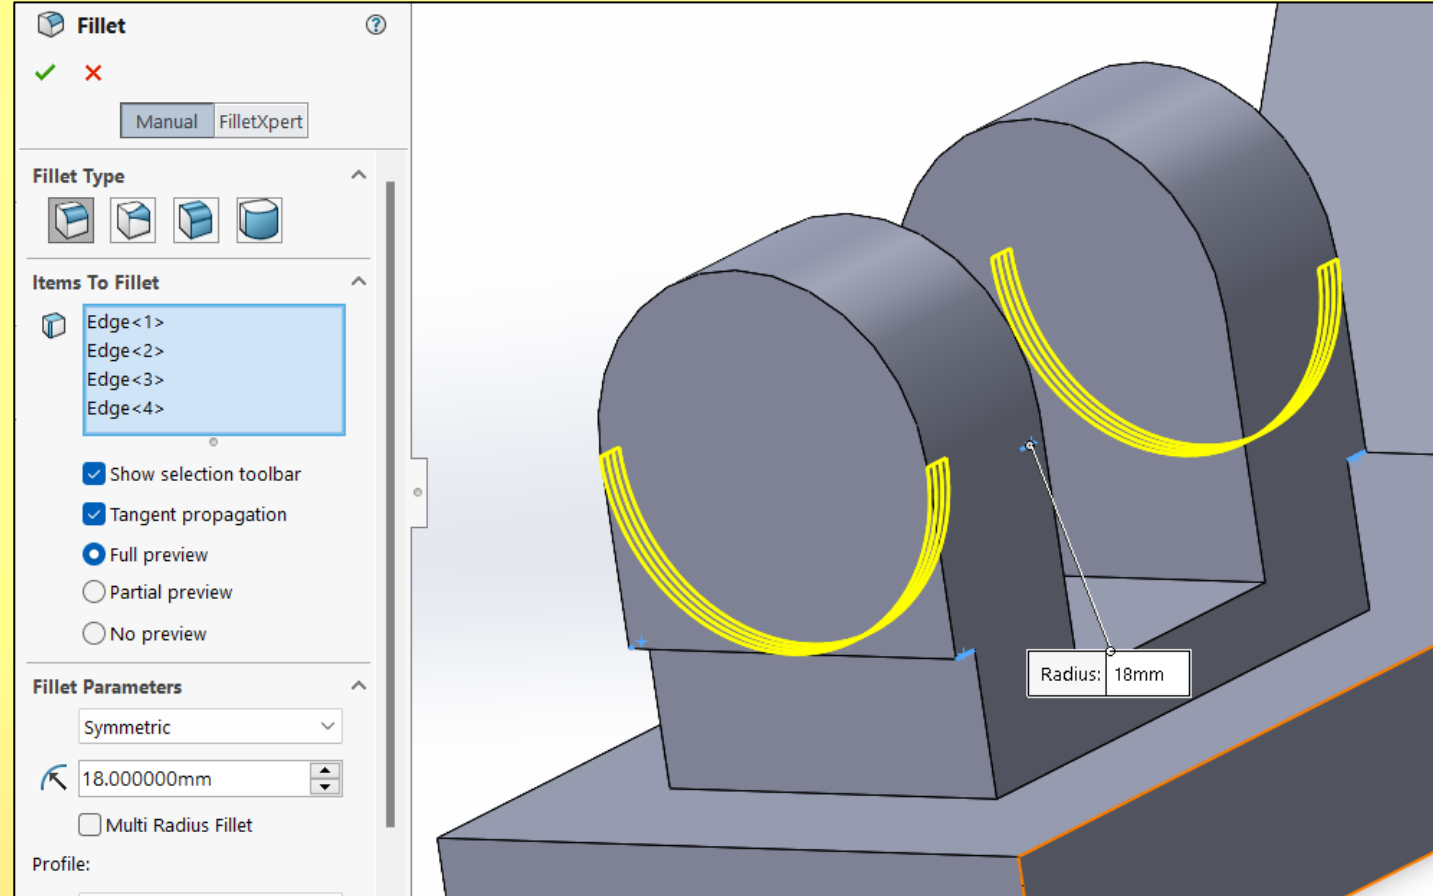 Fillet
?
Manual FilletXpert
Fillet Type
Items To Fillet
Edge<1>
Edge<2>
Edge<3>
Edge<4>
Show selection toolbar
Tangent propagation
Full preview
Partial preview
No preview
Radius: 18mm
Fillet Parameters
Symmetric
18.000000mm
Multi Radius Fillet
Profile: